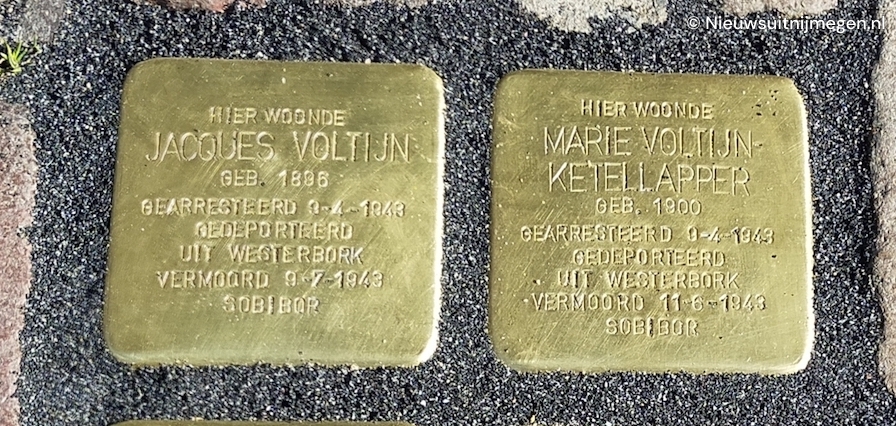 © Nieuwsuitnijmegen.nl
HIER WOONDE
JACQUES VOLTIJN
GEB. 1896
GEARRESTEERD 9-4-1943
GEDEPORTEERD
UIT WESTERBORK
VERMOORD 9-7-1943
SOBIBOR
HIER WOONDE
MARIE VOLTIJN-
KETELLAPPER
GEB. 1900
GEARRESTEERD 9-4-1943
GEDEPORTEERD
UIT WESTERBORK
VERMOORD 11-6-1943
SOBIBOR